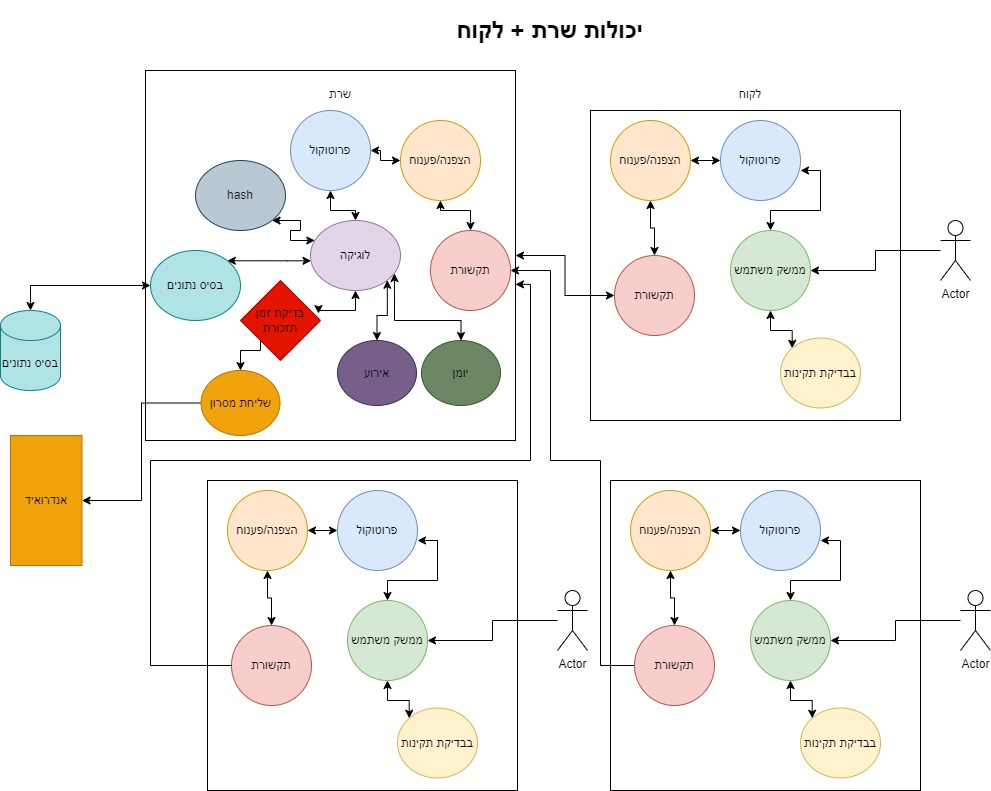 יכולות שרת + לקוח
שרת
לקוח
פרוטוקול
הצפנה/פענוח
hash
לוגיקה
תקשורת
בסיס נתונים
בדיקת זמן
תזכורת
אירוע
יומן
שליחת מסרון
בסיס נתונים
אנדרואיד
הצפנה/פענוח
פרוטוקול
ממשק משתמש
תקשורת
בבדיקת תקינות
Actor
הצפנה/פענוח
פרוטוקול
ממשק משתמש
תקשורת
בבדיקת תקינות
Actor
הצפנה/פענוח
פרוטוקול
ממשק משתמש
תקשורת
בבדיקת תקינות
Actor